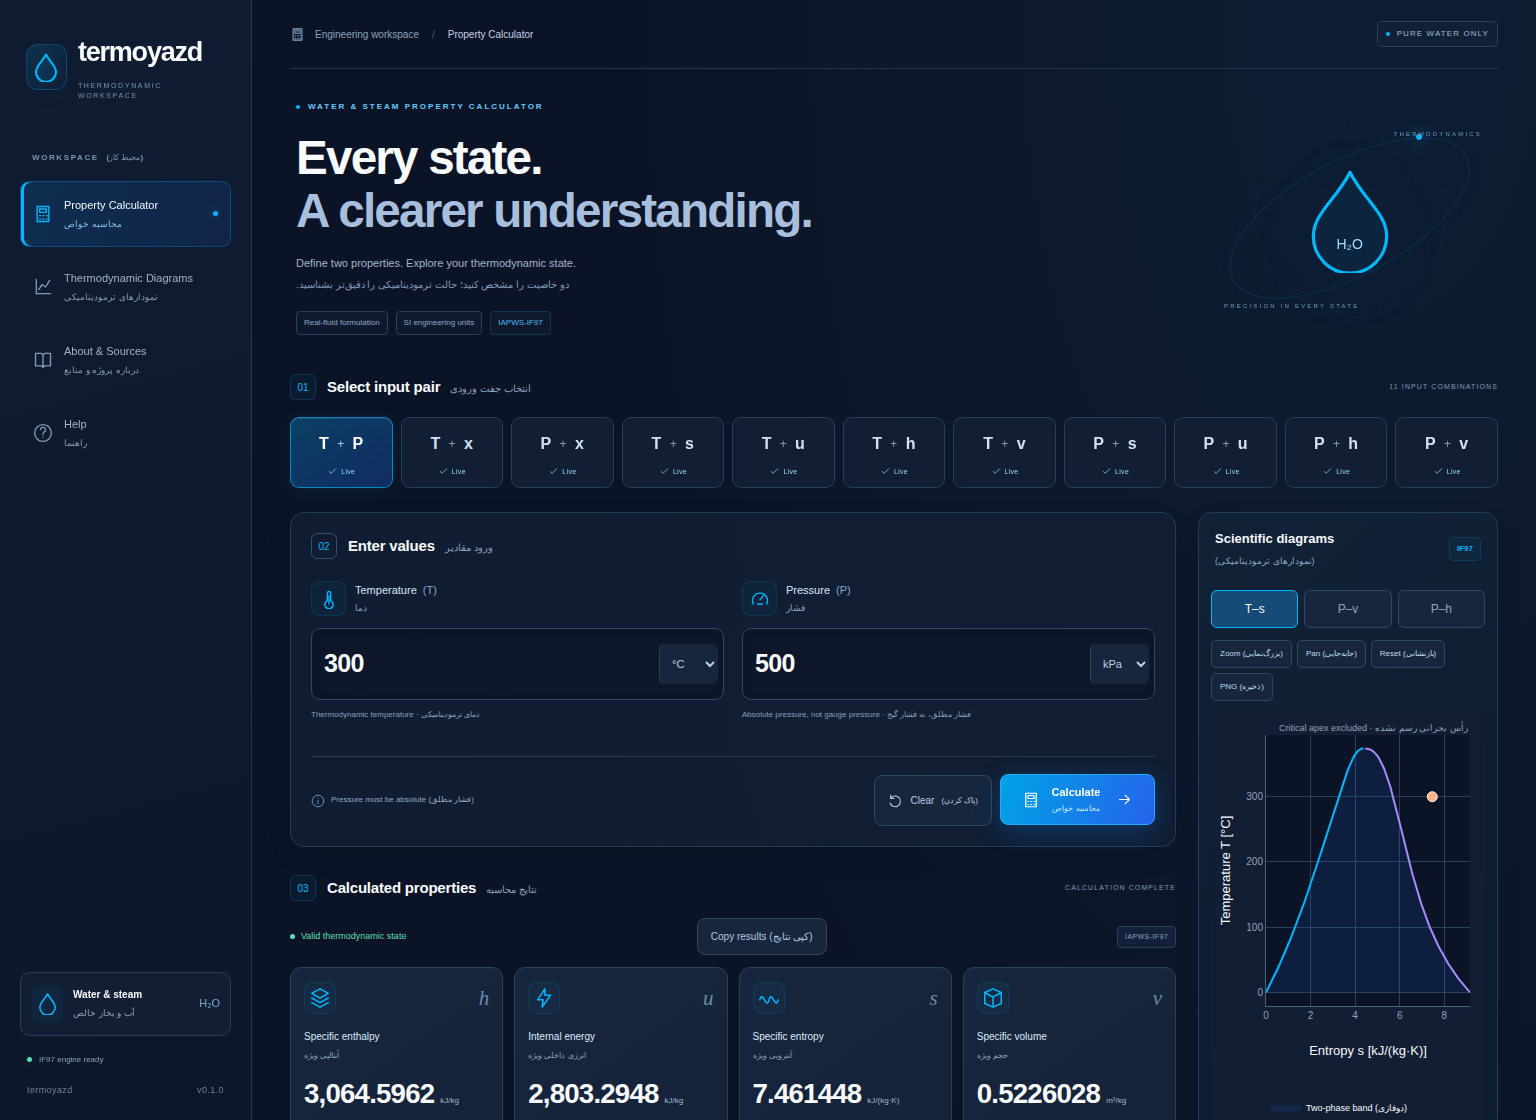 termoyazd
THERMODYNAMIC
WORKSPACE
WORKSPACE (محیط کار)
Property Calculator
محاسبه خواص
Thermodynamic Diagrams
نمودارهای ترمودینامیکی
About & Sources
درباره پروژه و منابع
Help
راهنما
Water & steam
آب و بخار خالص
H₂O
IF97 engine ready
termoyazd v0.1.0
Engineering workspace / Property Calculator
PURE WATER ONLY
WATER & STEAM PROPERTY CALCULATOR
Every state.
A clearer understanding.
Define two properties. Explore your thermodynamic state.
دو خاصیت را مشخص کنید؛ حالت ترمودینامیکی را دقیق‌تر بشناسید.
Real-fluid formulation SI engineering units IAPWS-IF97
THERMODYNAMICS
H₂O
PRECISION IN EVERY STATE
01 Select input pair انتخاب جفت ورودی
11 INPUT COMBINATIONS
T + P T + x P + x T + s T + u T + h T + v P + s P + u P + h P + v
Live Live Live Live Live Live Live Live Live Live Live
02 Enter values ورود مقادیر
Temperature (T)
دما
300 °C
Thermodynamic temperature · دمای ترمودینامیکی
Pressure (P)
فشار
500 kPa
Absolute pressure, not gauge pressure · فشار مطلق، نه فشار گیج
Pressure must be absolute (فشار مطلق)
Clear (پاک کردن)
Calculate
محاسبه خواص
03 Calculated properties نتایج محاسبه
CALCULATION COMPLETE
Valid thermodynamic state
Copy results (کپی نتایج)
IAPWS-IF97
h
Specific enthalpy
آنتالپی ویژه
3,064.5962 kJ/kg
u
Internal energy
انرژی داخلی ویژه
2,803.2948 kJ/kg
s
Specific entropy
آنتروپی ویژه
7.461448 kJ/(kg·K)
v
Specific volume
حجم ویژه
0.5226028 m³/kg
Scientific diagrams
(نمودارهای ترمودینامیکی)
IF97
T–s P–v P–h
Zoom (بزرگ‌نمایی) Pan (جابه‌جایی) Reset (بازنشانی)
PNG (ذخیره)
Critical apex excluded · رأس بحرانی رسم نشده
300
200
100
0
Temperature T [°C]
0 2 4 6 8
Entropy s [kJ/(kg·K)]
Two-phase band (دوفازی)